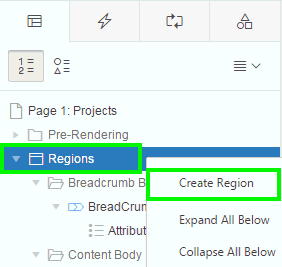 1 =
2 =
Page 1: Projects
Pre-Rendering
Regions
Breadcrumb B
Create Region
BreadCrun
Expand All Below
Attribut
Collapse All Below
Content Body